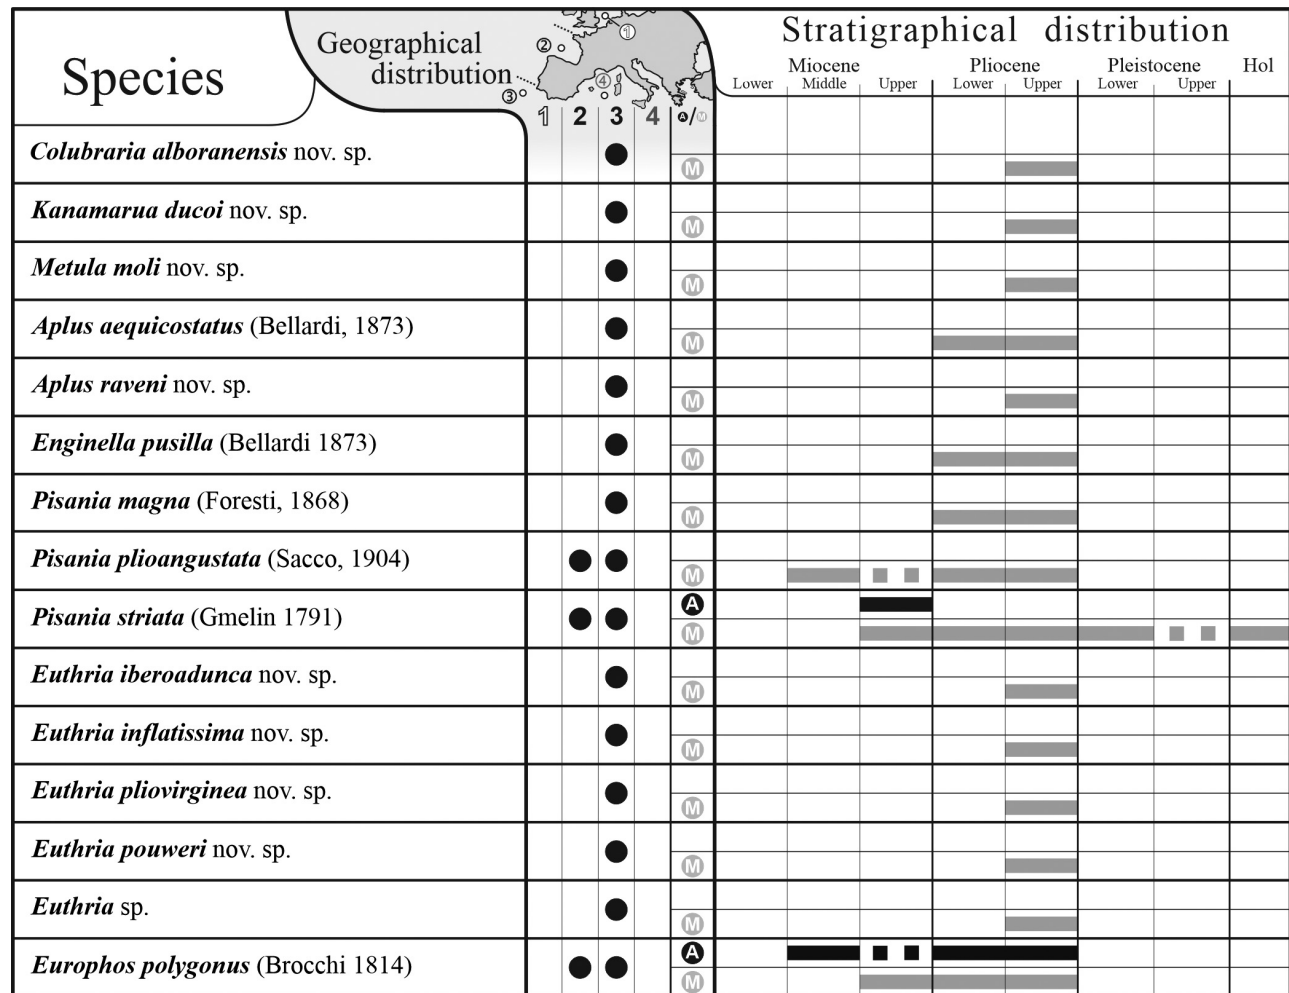 Species
Geographical
distribution
1
2
3
4
1 2 3 4 A/M
Stratigraphical distribution
Miocene Pliocene Pleistocene Hol
Lower Middle Upper Lower Upper Lower Upper
Colubraria alboranensis nov. sp.
M
Kanamarua ducoi nov. sp.
M
Metula moli nov. sp.
M
Aplus aequicostatus (Bellardi, 1873)
M
Aplus raveni nov. sp.
M
Enginella pusilla (Bellardi 1873)
M
Pisania magna (Foresti, 1868)
M
Pisania plioangustata (Sacco, 1904)
M
A
Pisania striata (Gmelin 1791)
M
Euthria iberoadunca nov. sp.
M
Euthria inflatissima nov. sp.
M
Euthria pliovirginea nov. sp.
M
Euthria pouweri nov. sp.
M
Euthria sp.
M
A
Europhos polygonus (Brocchi 1814)
M